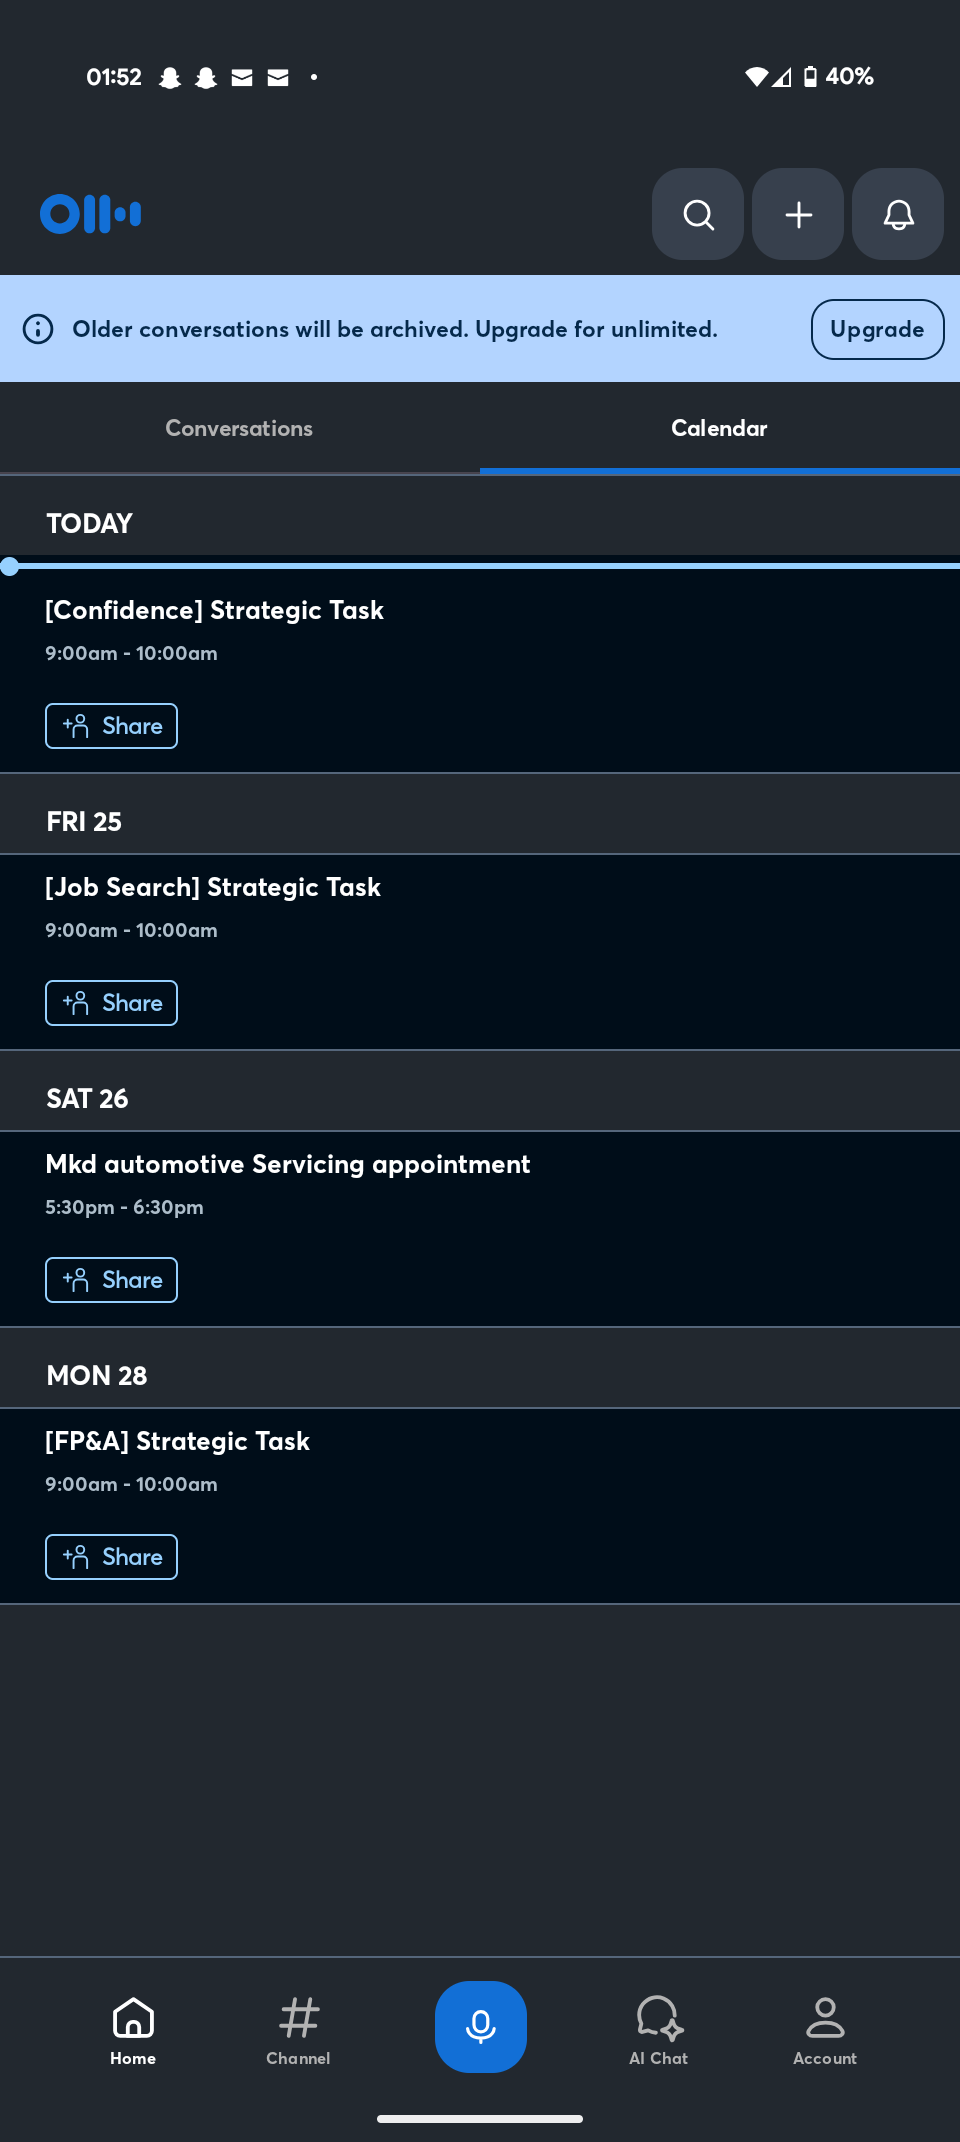 01:52
40%
Older conversations will be archived. Upgrade for unlimited.
Upgrade
Conversations
Calendar
TODAY
[Confidence] Strategic Task
9:00am - 10:00am
Share
FRI 25
[Job Search] Strategic Task
9:00am - 10:00am
Share
SAT 26
Mkd automotive Servicing appointment
5:30pm - 6:30pm
Share
MON 28
[FP&A] Strategic Task
9:00am - 10:00am
Share
Home
Channel
AI Chat
Account